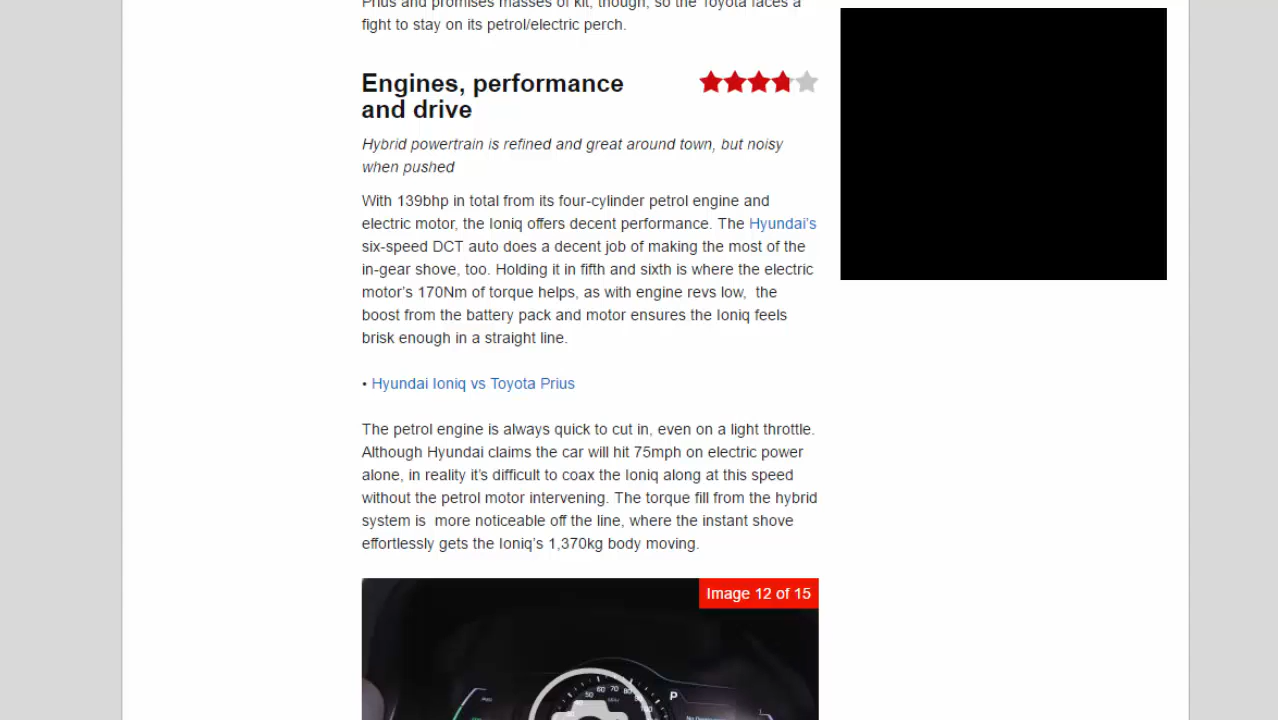 Prius and promises masses of kit, though, so the Toyota faces a
fight to stay on its petrol/electric perch.
Engines, performance
and drive
Hybrid powertrain is refined and great around town, but noisy
when pushed
With 139bhp in total from its four-cylinder petrol engine and
electric motor, the Ioniq offers decent performance. The Hyundai’s
six-speed DCT auto does a decent job of making the most of the
in-gear shove, too. Holding it in fifth and sixth is where the electric
motor’s 170Nm of torque helps, as with engine revs low,  the
boost from the battery pack and motor ensures the Ioniq feels
brisk enough in a straight line.
• Hyundai Ioniq vs Toyota Prius
The petrol engine is always quick to cut in, even on a light throttle.
Although Hyundai claims the car will hit 75mph on electric power
alone, in reality it’s difficult to coax the Ioniq along at this speed
without the petrol motor intervening. The torque fill from the hybrid
system is  more noticeable off the line, where the instant shove
effortlessly gets the Ioniq’s 1,370kg body moving.
Image 12 of 15
50 60 70 80
P